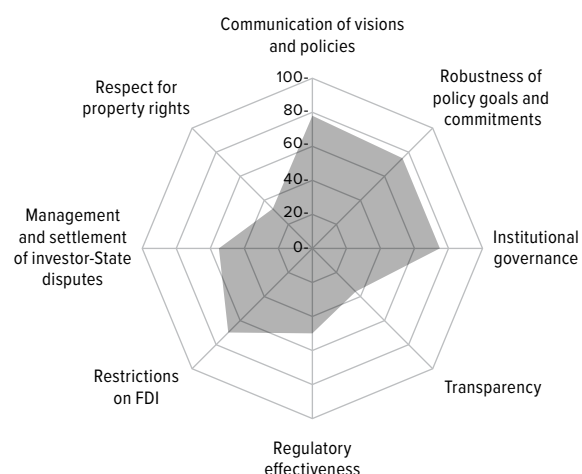 Communication of visions
and policies
Robustness of
policy goals and
commitments
Respect for
property rights
100-
80-
60-
40-
20-
0-
Management
and settlement
of investor-State
disputes
Institutional
governance
Restrictions
on FDI
Transparency
Regulatory
effectiveness